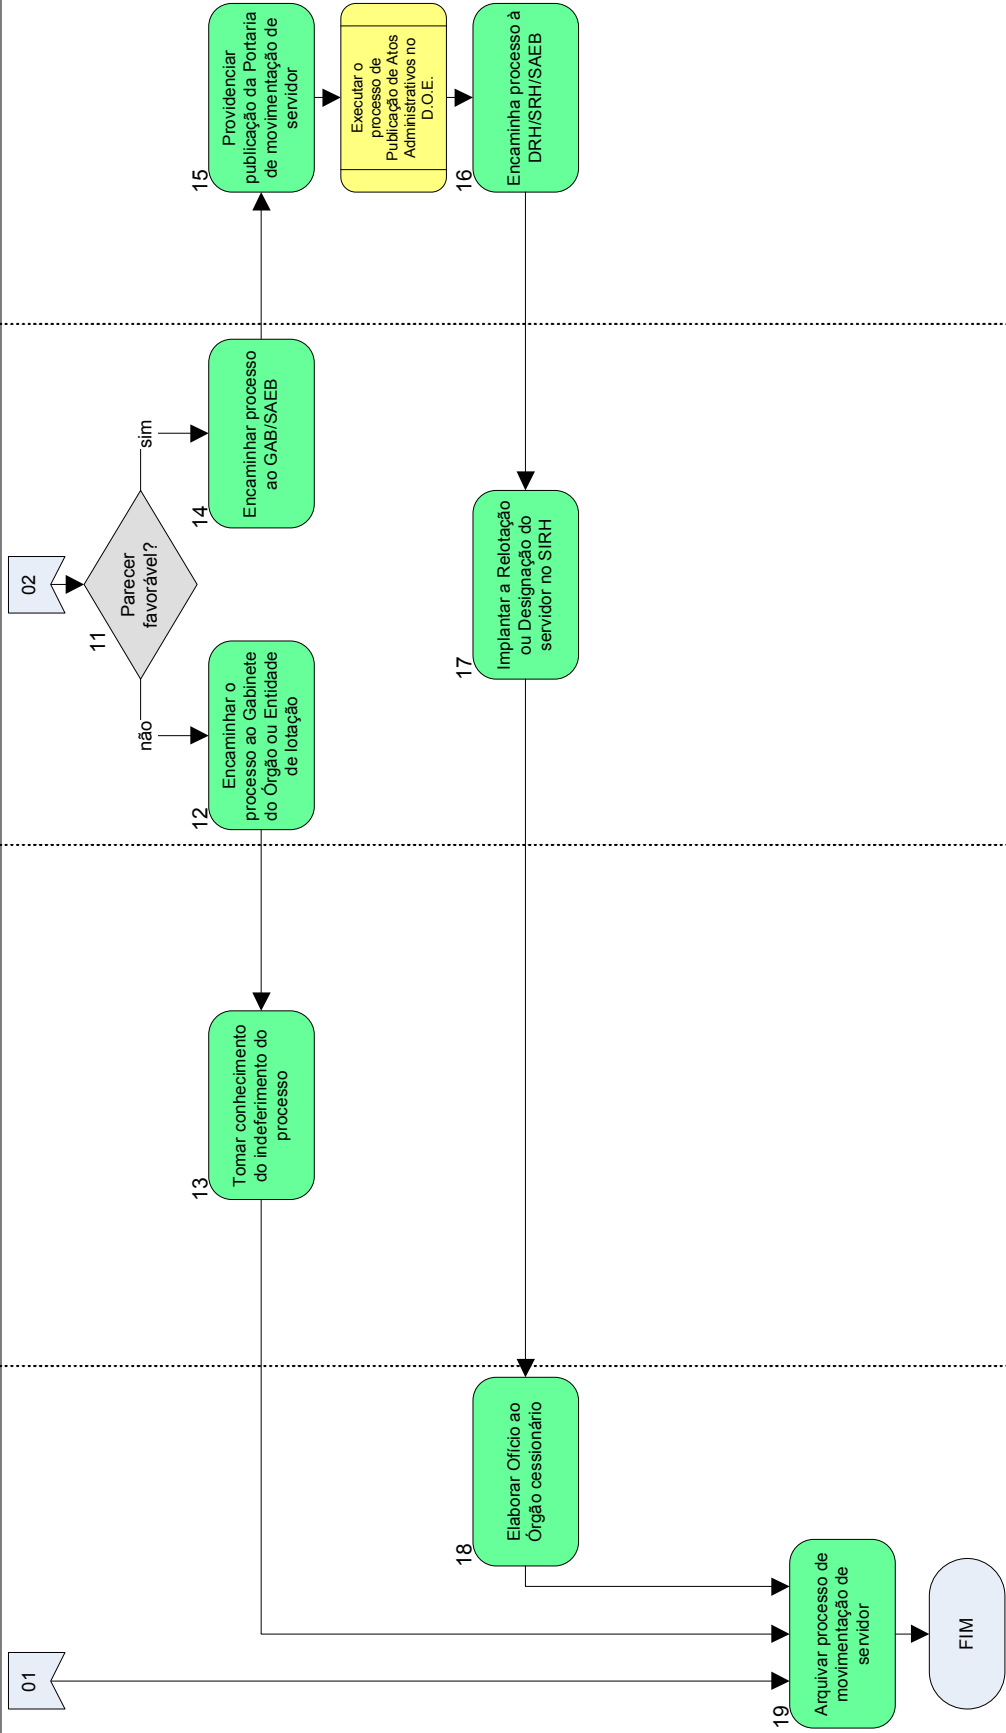 01
02
11
Parecer
favorável?
não
sim
12
Encaminhar o
processo ao Gabinete
do Órgão ou Entidade
de lotação
13
Tomar conhecimento
do indeferimento do
processo
14
Encaminhar processo
ao GAB/SAEB
15
Providenciar
publicação da Portaria
de movimentação de
servidor
Executar o
processo de
Publicação de Atos
Administrativos no
D.O.E.
16
Encaminha processo à
DRH/SRH/SAEB
17
Implantar a Relotação
ou Designação do
servidor no SIRH
18
Elaborar Ofício ao
Órgão cessionário
19
Arquivar processo de
movimentação de
servidor
FIM